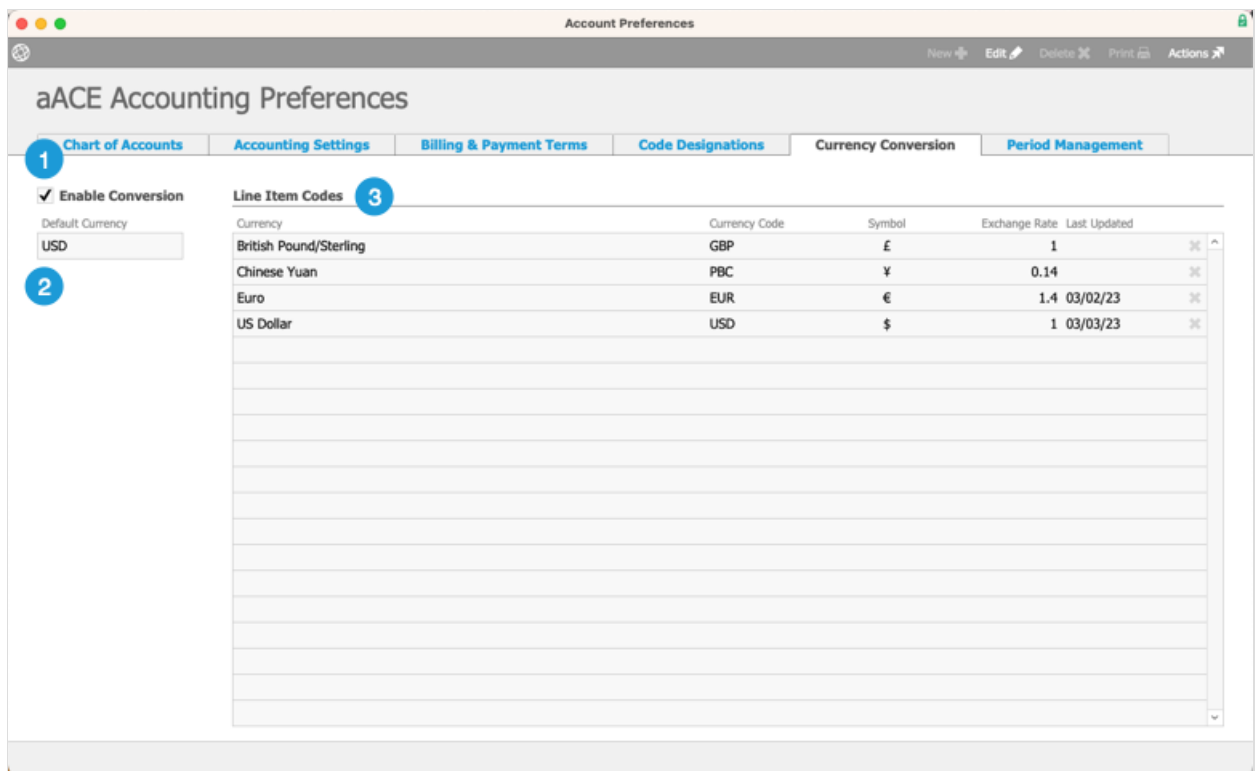 Account Preferences
New Edit Delete Print Actions
aACE Accounting Preferences
Chart of Accounts Accounting Settings Billing & Payment Terms Code Designations Currency Conversion Period Management
1
Enable Conversion Line Item Codes 3
Default Currency Currency Currency Code Symbol Exchange Rate Last Updated
USD British Pound/Sterling GBP £ 1
2 Chinese Yuan PBC ¥ 0.14
Euro EUR € 1.4 03/02/23
US Dollar USD $ 1 03/03/23